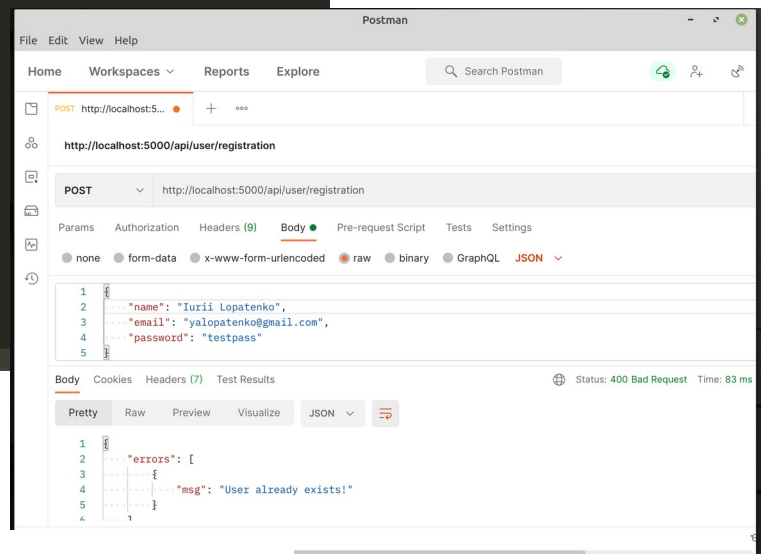 Postman
File Edit View Help
Home Workspaces Reports Explore Search Postman
POST http://localhost:5...
http://localhost:5000/api/user/registration
POST http://localhost:5000/api/user/registration
Params Authorization Headers (9) Body Pre-request Script Tests Settings
none form-data x-www-form-urlencoded raw binary GraphQL JSON
1 {
2 "name": "Iurii Lopatenko",
3 "email": "yalopatenko@gmail.com",
4 "password": "testpass"
5 }
Body Cookies Headers (7) Test Results Status: 400 Bad Request Time: 83 ms
Pretty Raw Preview Visualize JSON
1 {
2 "errors": [
3 {
4 "msg": "User already exists!"
5 }
6 ]